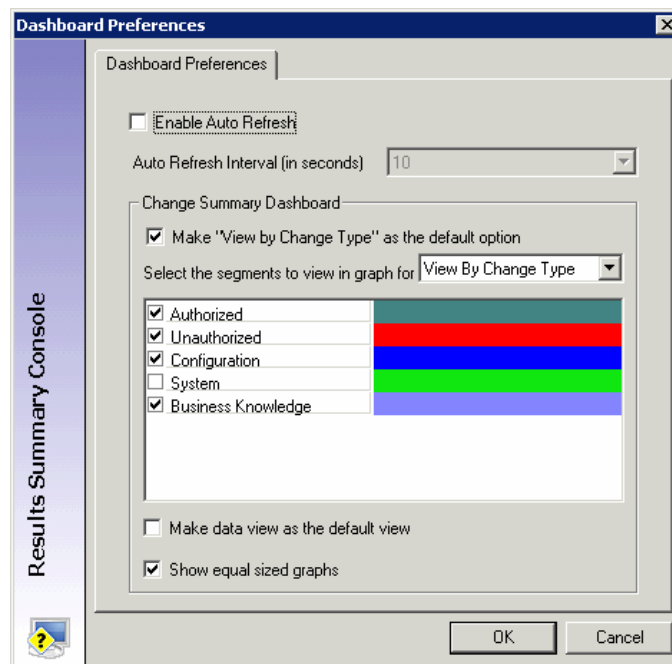 Dashboard Preferences
Dashboard Preferences
Enable Auto Refresh
Auto Refresh Interval (in seconds) 10
Change Summary Dashboard
Make "View by Change Type" as the default option
Select the segments to view in graph for View By Change Type
Authorized
Unauthorized
Configuration
System
Business Knowledge
Make data view as the default view
Show equal sized graphs
Results Summary Console
?
OK Cancel